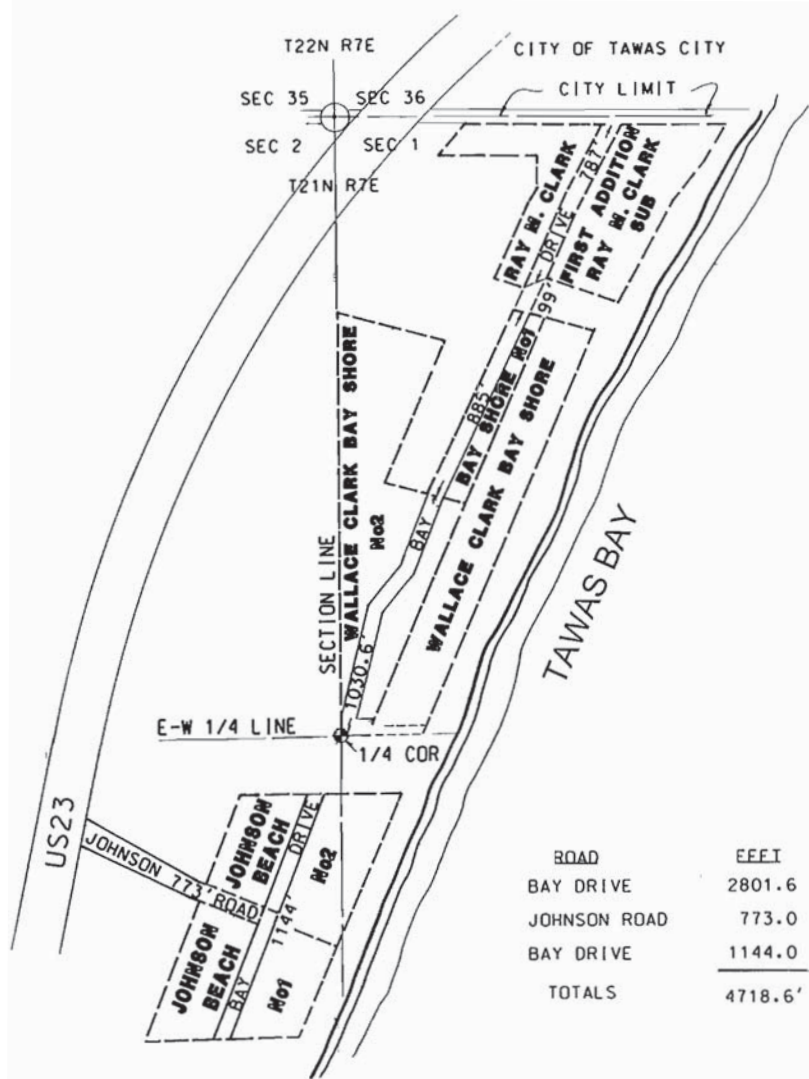 T22N R7E
CITY OF TAWAS CITY
CITY LIMIT
SEC 35
SEC 36
SEC 2
SEC 1
T21N R7E
RAY M. CLARK
787'
DRIVE
FIRST ADDITION
RAY M. CLARK
SUB
99'
WALLACE CLARK BAY SHORE
No2
SECTION LINE
885'
BAY
BAY SHORE No1
WALLACE CLARK BAY SHORE
1030.6'
TAWAS BAY
E-W 1/4 LINE
1/4 COR
US23
JOHNSON 773' ROAD
JOHNSON
BEACH
DRIVE
No2
1144'
JOHNSON
BEACH
BAY
No1
ROAD FEET
BAY DRIVE 2801.6
JOHNSON ROAD 773.0
BAY DRIVE 1144.0
TOTALS 4718.6'